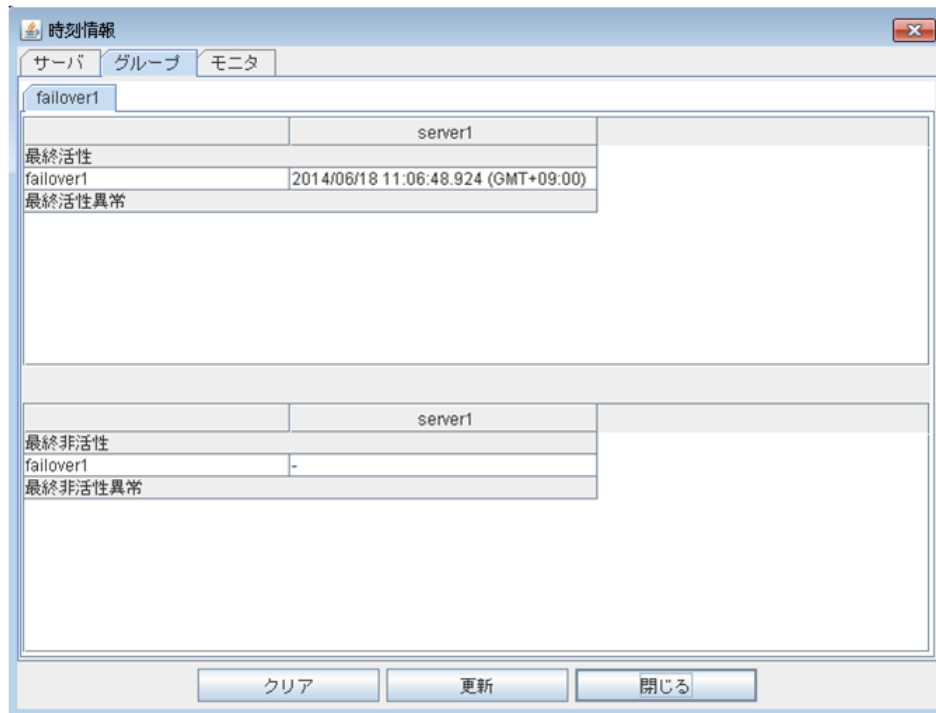 時刻情報
サーバ グループ モニタ
failover1
server1
最終活性
failover1 2014/06/18 11:06:48.924 (GMT+09:00)
最終活性異常
server1
最終非活性
failover1 -
最終非活性異常
クリア 更新 閉じる